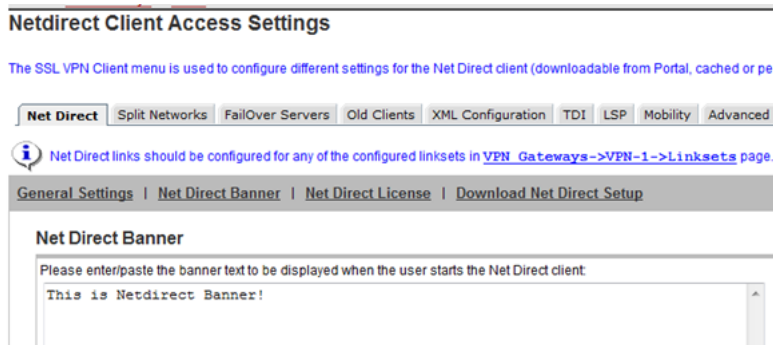 Netdirect Client Access Settings
The SSL VPN Client menu is used to configure different settings for the Net Direct client (downloadable from Portal, cached or pe
Net Direct Split Networks FailOver Servers Old Clients XML Configuration TDI LSP Mobility Advanced
Net Direct links should be configured for any of the configured linksets in VPN Gateways->VPN-1->Linksets page.
General Settings | Net Direct Banner | Net Direct License | Download Net Direct Setup
Net Direct Banner
Please enter/paste the banner text to be displayed when the user starts the Net Direct client:
This is Netdirect Banner!